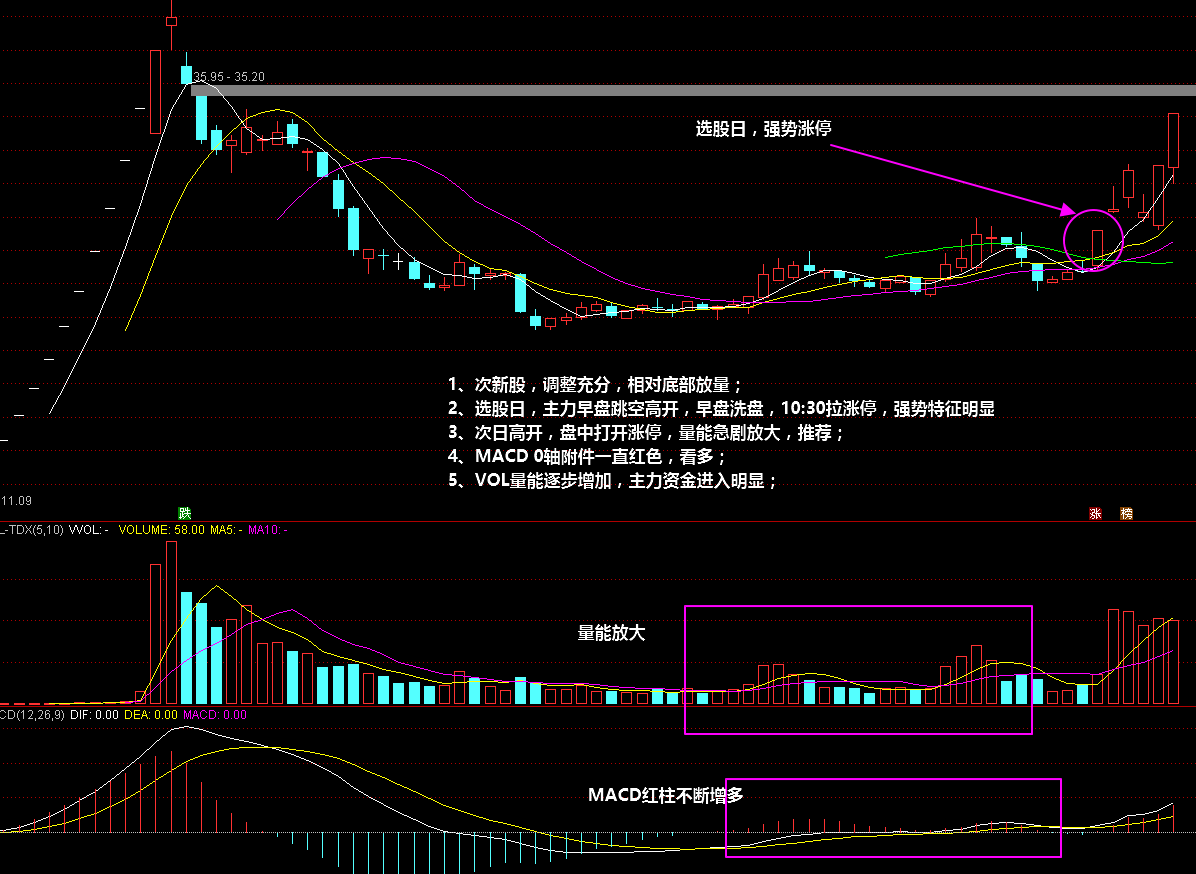 35.95 - 35.20
选股日，强势涨停
1、次新股，调整充分，相对底部放量；
2、选股日，主力早盘跳空高开，早盘洗盘，10:30拉涨停，强势特征明显
3、次日高开，盘中打开涨停，量能急剧放大，推荐；
4、MACD 0轴附件一直红色，看多；
5、VOL量能逐步增加，主力资金进入明显；
11.09
跌 涨 榜
L-TDX(5,10) VVOL: - VOLUME: 58.00 MA5: - MA10: -
量能放大
CD(12,26,9) DIF: 0.00 DEA: 0.00 MACD: 0.00
MACD红柱不断增多